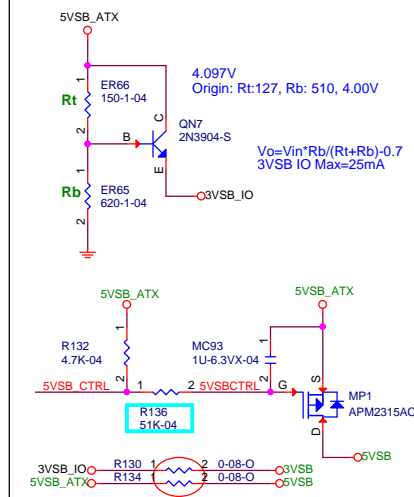 5VSB_ATX
1
ER66
150-1-04
Rt
2
4.097V
Origin: Rt:127, Rb: 510, 4.00V
C
QN7
2N3904-S
B
E
1
Rb
ER65
620-1-04
2
3VSB_IO
Vo=Vin*Rb/(Rt+Rb)-0.7
3VSB IO Max=25mA
5VSB_ATX
5VSB_ATX
1
R132
4.7K-04
2
MC93
1U-6.3VX-04
1
2
5VSB_CTRL
1
2
5VSBCTRL
R136
51K-04
G
S
D
MP1
APM2315AC
5VSB
3VSB_IO
R130
1
2
0-08-O
3VSB
5VSB_ATX
R134
1
2
0-08-O
5VSB